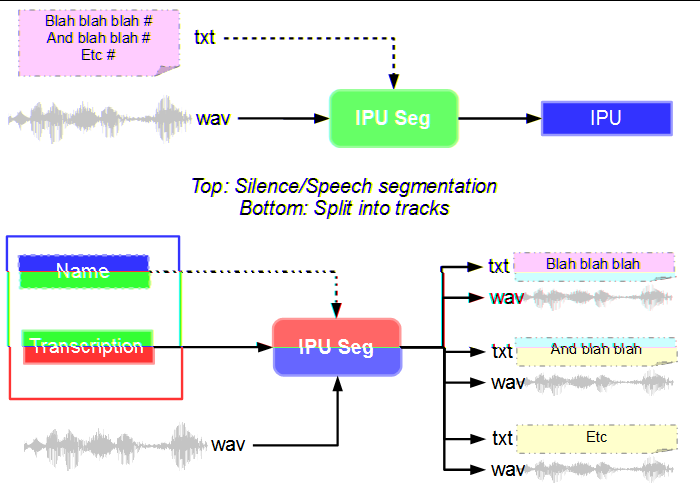 Blah blah blah #
And blah blah #
Etc #
txt
wav
IPU Seg
IPU
Top: Silence/Speech segmentation
Bottom: Split into tracks
Name
Transcription
wav
IPU Seg
txt
Blah blah blah
wav
txt
And blah blah
wav
txt
Etc
wav